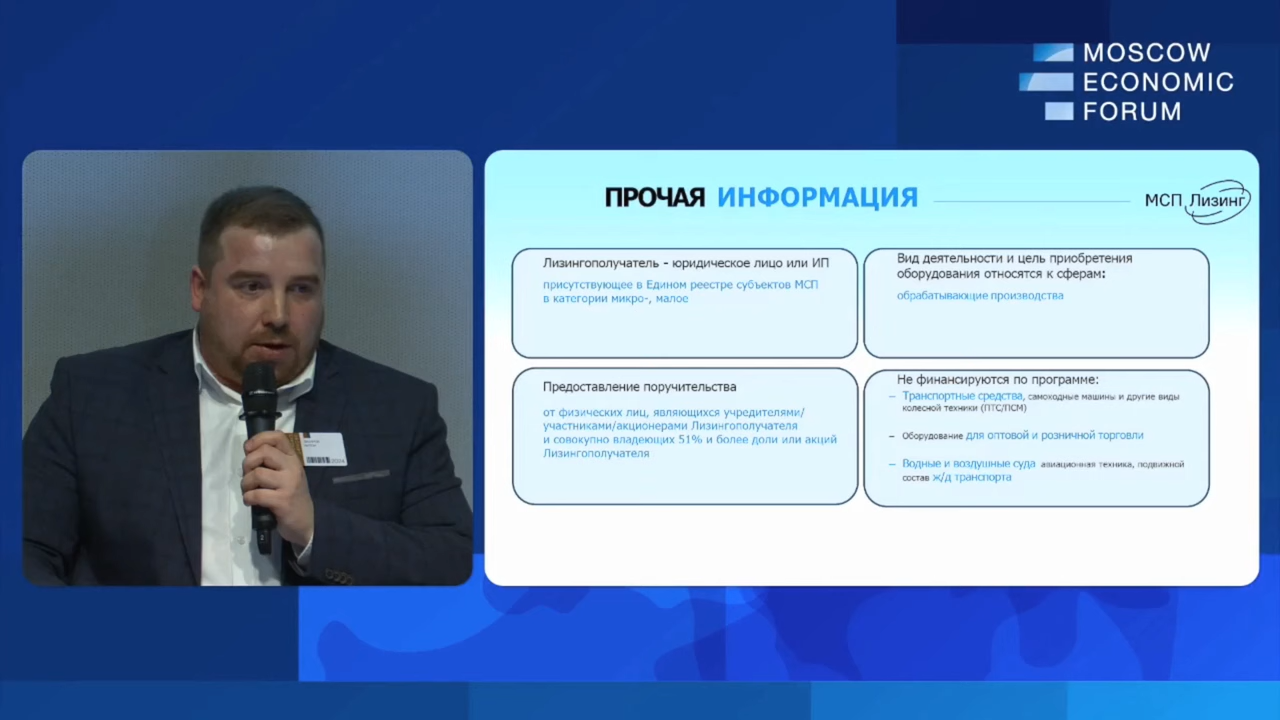 MOSCOW
ECONOMIC
FORUM
ПРОЧАЯ ИНФОРМАЦИЯ
МСП Лизинг
Лизингополучатель - юридическое лицо или ИП
присутствующее в Едином реестре субъектов МСП
в категории микро-, малое
Вид деятельности и цель приобретения
оборудования относятся к сферам:
обрабатывающие производства
Предоставление поручительства
от физических лиц, являющихся учредителями/
участниками/акционерами Лизингополучателя
и совокупно владеющих 51% и более доли или акций
Лизингополучателя
Не финансируются по программе:
– Транспортные средства, самоходные машины и другие виды
колесной техники (ПТС/ПСМ)
– Оборудование для оптовой и розничной торговли
– Водные и воздушные суда авиационная техника, подвижной
состав ж/д транспорта